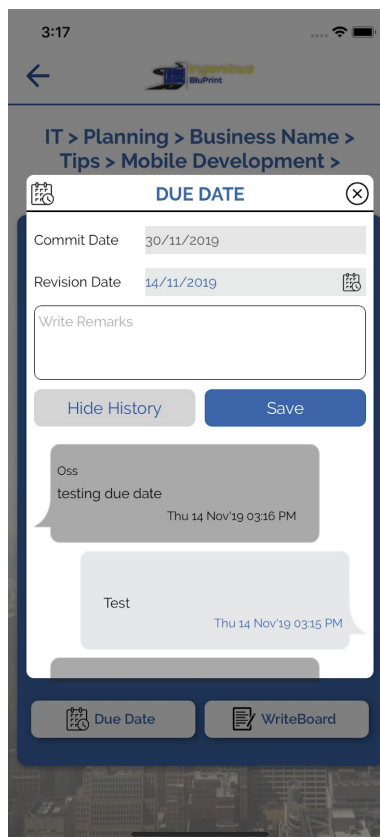 3:17
Ingenious
BluPrint
IT > Planning > Business Name >
Tips > Mobile Development >
DUE DATE
Commit Date 30/11/2019
Revision Date 14/11/2019
Write Remarks
Hide History Save
Oss
testing due date
Thu 14 Nov'19 03:16 PM
Test
Thu 14 Nov'19 03:15 PM
Due Date WriteBoard